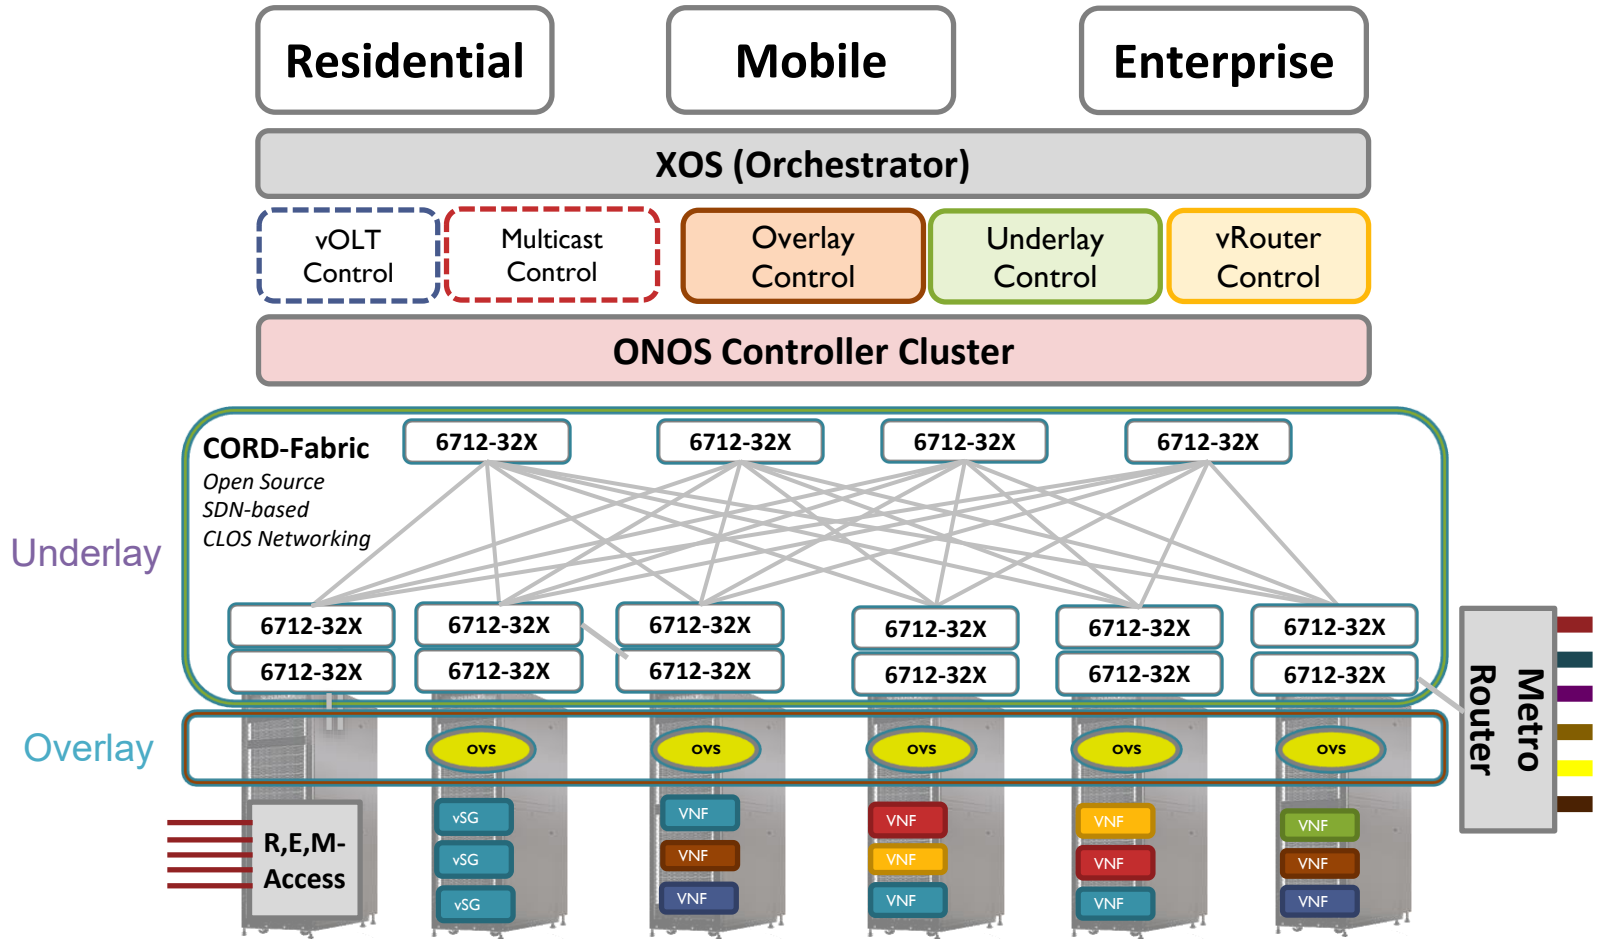 Residential
Mobile
Enterprise
XOS (Orchestrator)
vOLT
Control
Multicast
Control
Overlay
Control
Underlay
Control
vRouter
Control
ONOS Controller Cluster
CORD-Fabric
Open Source
SDN-based
CLOS Networking
6712-32X
6712-32X
6712-32X
6712-32X
Underlay
6712-32X
6712-32X
6712-32X
6712-32X
6712-32X
6712-32X
6712-32X
6712-32X
6712-32X
6712-32X
6712-32X
6712-32X
Metro
Router
Overlay
OVS
OVS
OVS
OVS
OVS
R,E,M-
Access
vSG
vSG
vSG
VNF
VNF
VNF
VNF
VNF
VNF
VNF
VNF
VNF
VNF
VNF
VNF